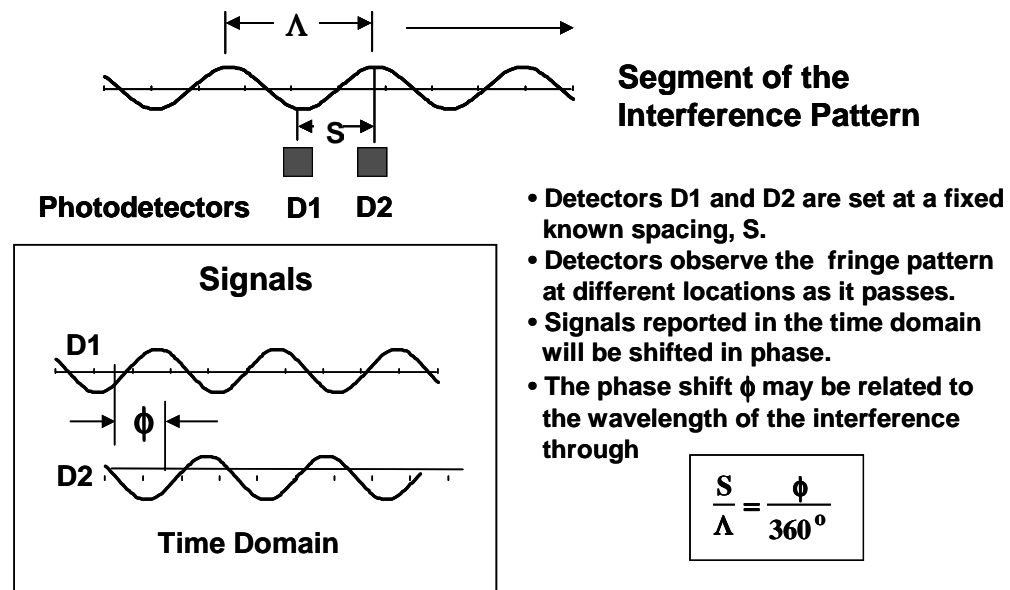 Λ
Segment of the
Interference Pattern
S
Photodetectors D1 D2
• Detectors D1 and D2 are set at a fixed
known spacing, S.
• Detectors observe the fringe pattern
at different locations as it passes.
• Signals reported in the time domain
will be shifted in phase.
• The phase shift ϕ may be related to
the wavelength of the interference
through
S/Λ = ϕ/360°
Signals
D1
ϕ
D2
Time Domain